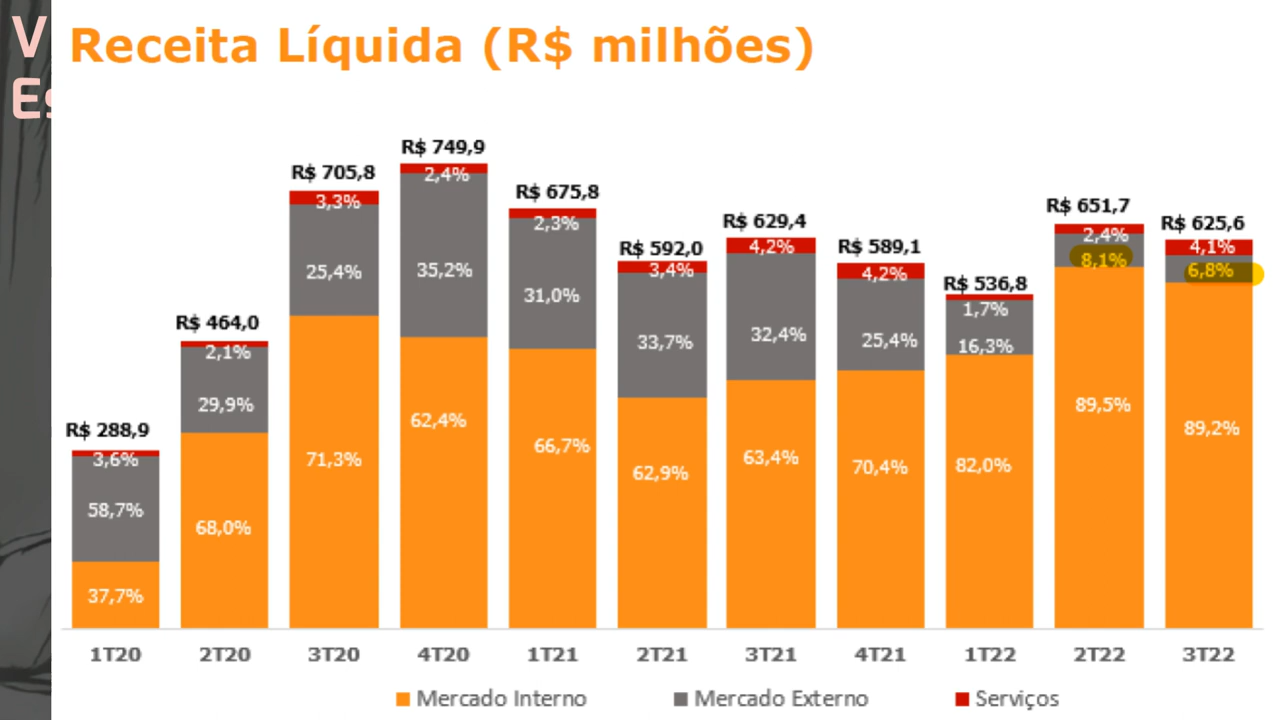 V
Es
Receita Líquida (R$ milhões)
R$ 288,9
3,6%
58,7%
37,7%
R$ 464,0
2,1%
29,9%
68,0%
R$ 705,8
3,3%
25,4%
71,3%
R$ 749,9
2,4%
35,2%
62,4%
R$ 675,8
2,3%
31,0%
66,7%
R$ 592,0
3,4%
33,7%
62,9%
R$ 629,4
4,2%
32,4%
63,4%
R$ 589,1
4,2%
25,4%
70,4%
R$ 536,8
1,7%
16,3%
82,0%
R$ 651,7
2,4%
8,1%
89,5%
R$ 625,6
4,1%
6,8%
89,2%
1T20 2T20 3T20 4T20 1T21 2T21 3T21 4T21 1T22 2T22 3T22
Mercado Interno Mercado Externo Serviços